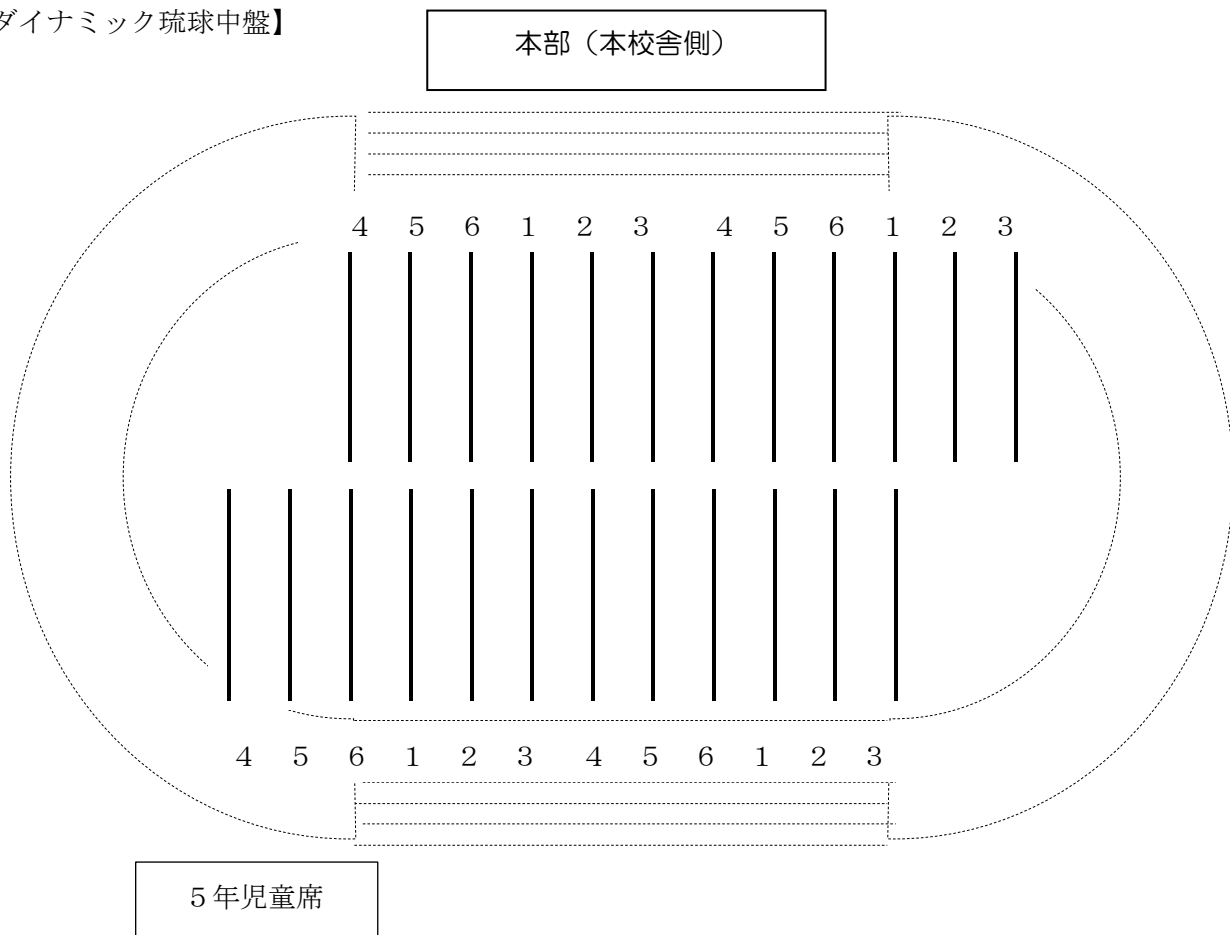 ダイナミック琉球中盤】
本部（本校舎側）
４ ５ ６ １ ２ ３ ４ ５ ６ １ ２ ３
４ ５ ６ １ ２ ３ ４ ５ ６ １ ２ ３
５年児童席